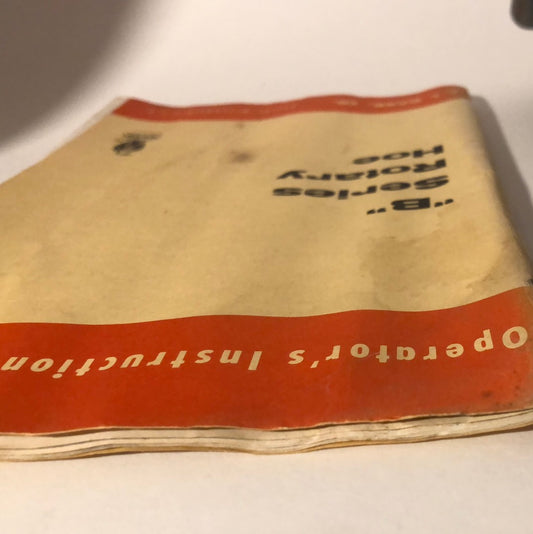 Operator's Instruction
"B"
Series
Rotary
Hoe